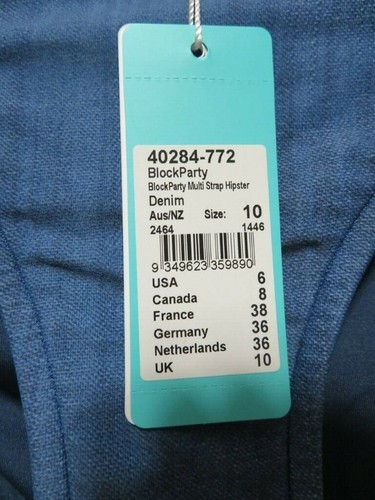 40284-772
BlockParty
BlockParty Multi Strap Hipster
Denim
Aus/NZ Size: 10
2464 1446
9 349623 359890
USA 6
Canada 8
France 38
Germany 36
Netherlands 36
UK 10